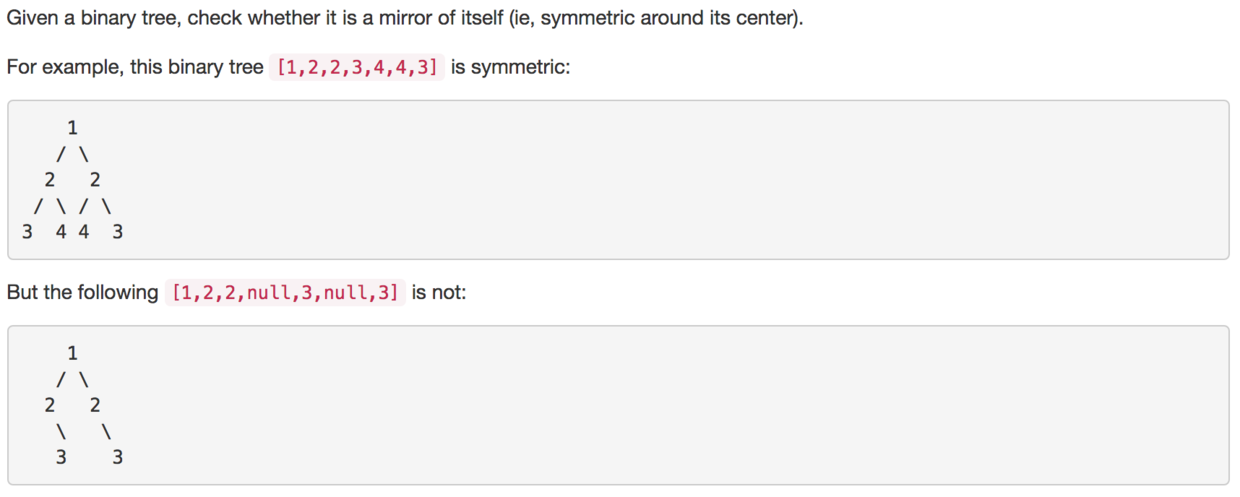 Given a binary tree, check whether it is a mirror of itself (ie, symmetric around its center).
For example, this binary tree [1,2,2,3,4,4,3] is symmetric:
    1
   / \
  2   2
 / \ / \
3  4 4  3
But the following [1,2,2,null,3,null,3] is not:
    1
   / \
  2   2
   \   \
   3    3